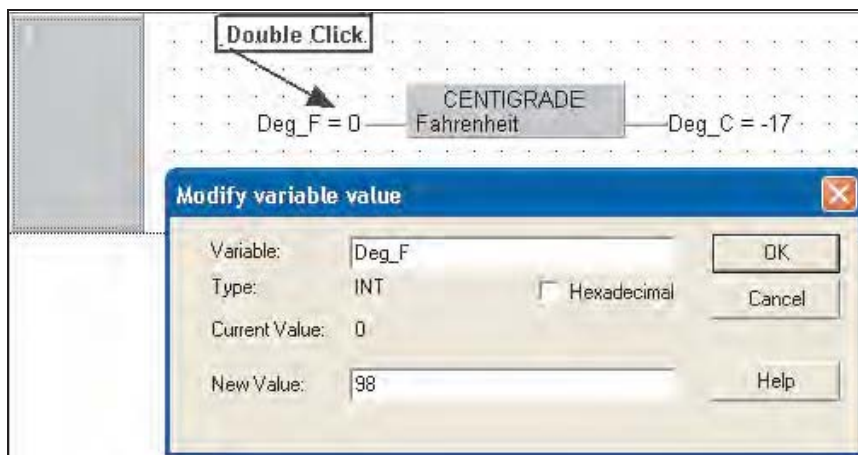 Double Click
CENTIGRADE
Deg_F = 0 Fahrenheit Deg_C = -17
Modify variable value
Variable: Deg_F OK
Type: INT Hexadecimal Cancel
Current Value: 0
New Value: 98 Help